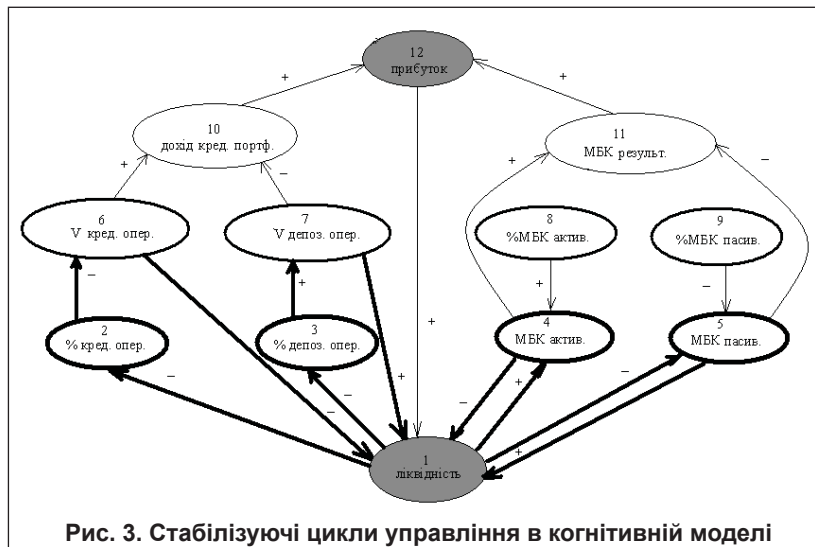 12
прибуток
+
+
10
дохід кред. портф.
11
МБК результ.
+
−
+
−
6
V кред. опер.
7
V депоз. опер.
8
%МБК актив.
9
%МБК пасив.
−
+
+
−
+
2
% кред. опер.
3
% депоз. опер.
4
МБК актив.
5
МБК пасив.
−
−
−
+
−
+
−
+
1
ліквідність
Рис. 3. Стабілізуючі цикли управління в когнітивній моделі